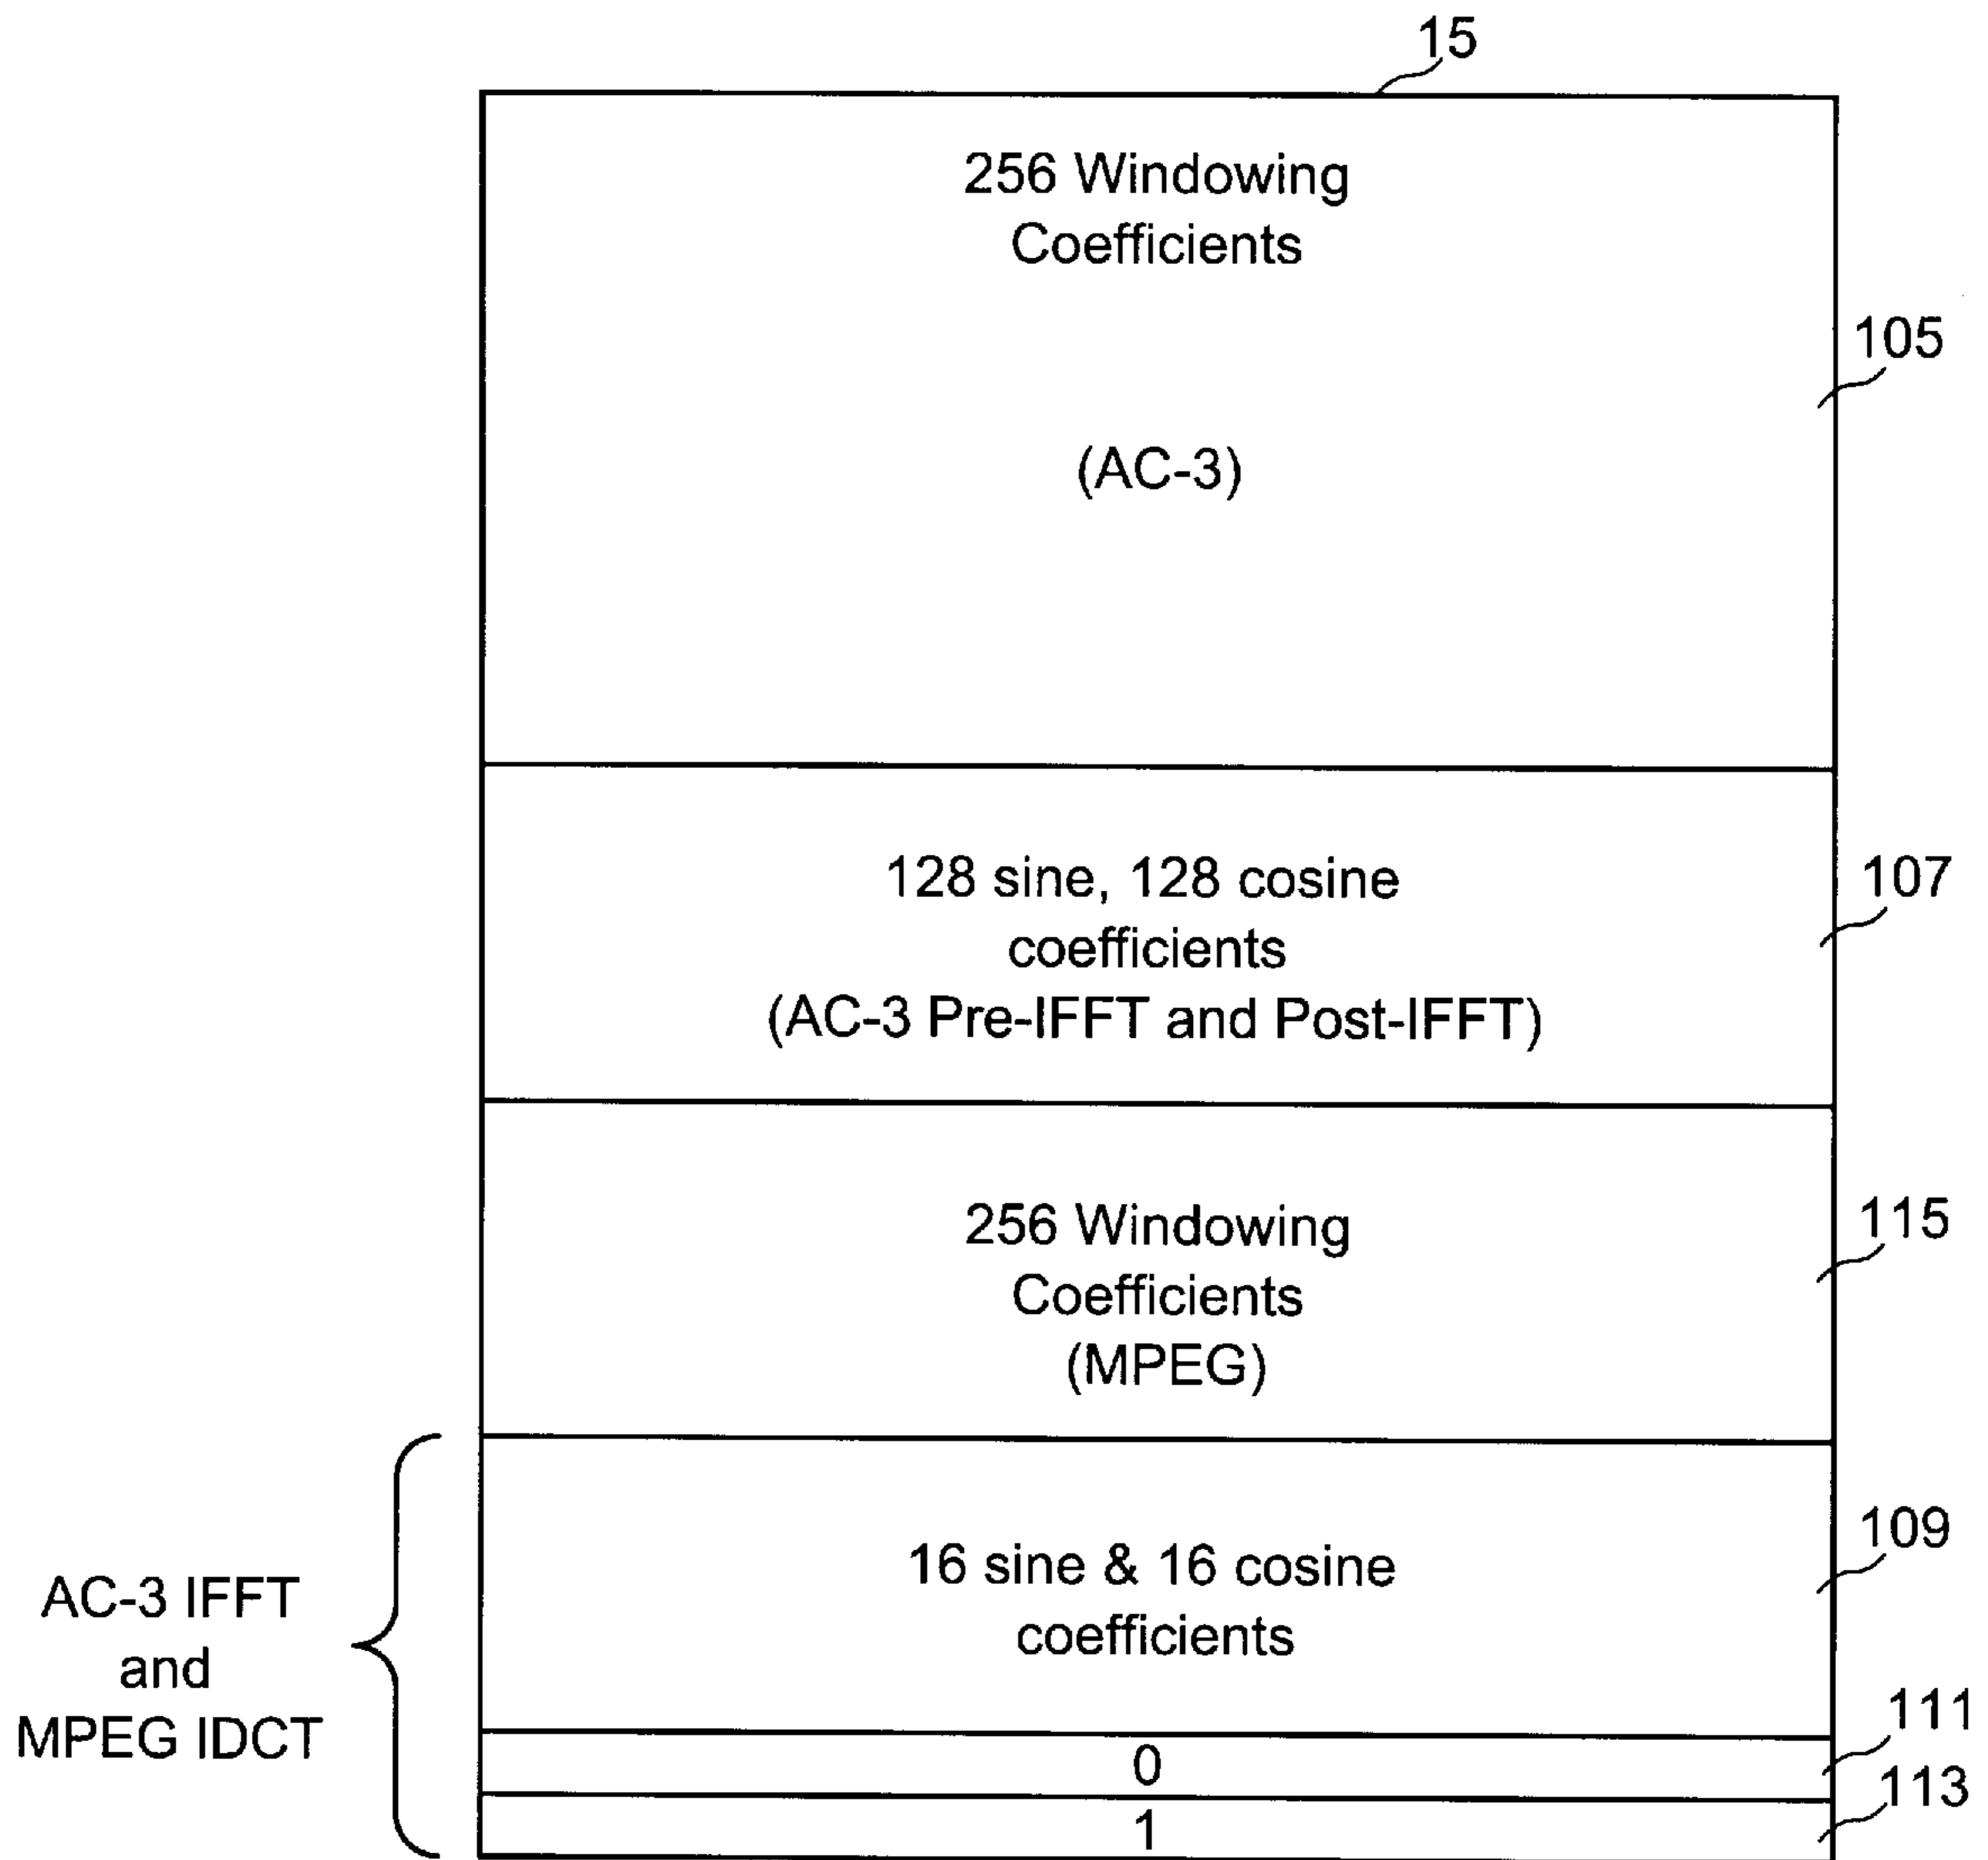 15
256 Windowing
Coefficients
105
(AC-3)
128 sine, 128 cosine
107
coefficients
(AC-3 Pre-IFFT and Post-IFFT)
256 Windowing
115
Coefficients
(MPEG)
109
16 sine & 16 cosine
coefficients
AC-3 IFFT
and
MPEG IDCT
111
0
113
1